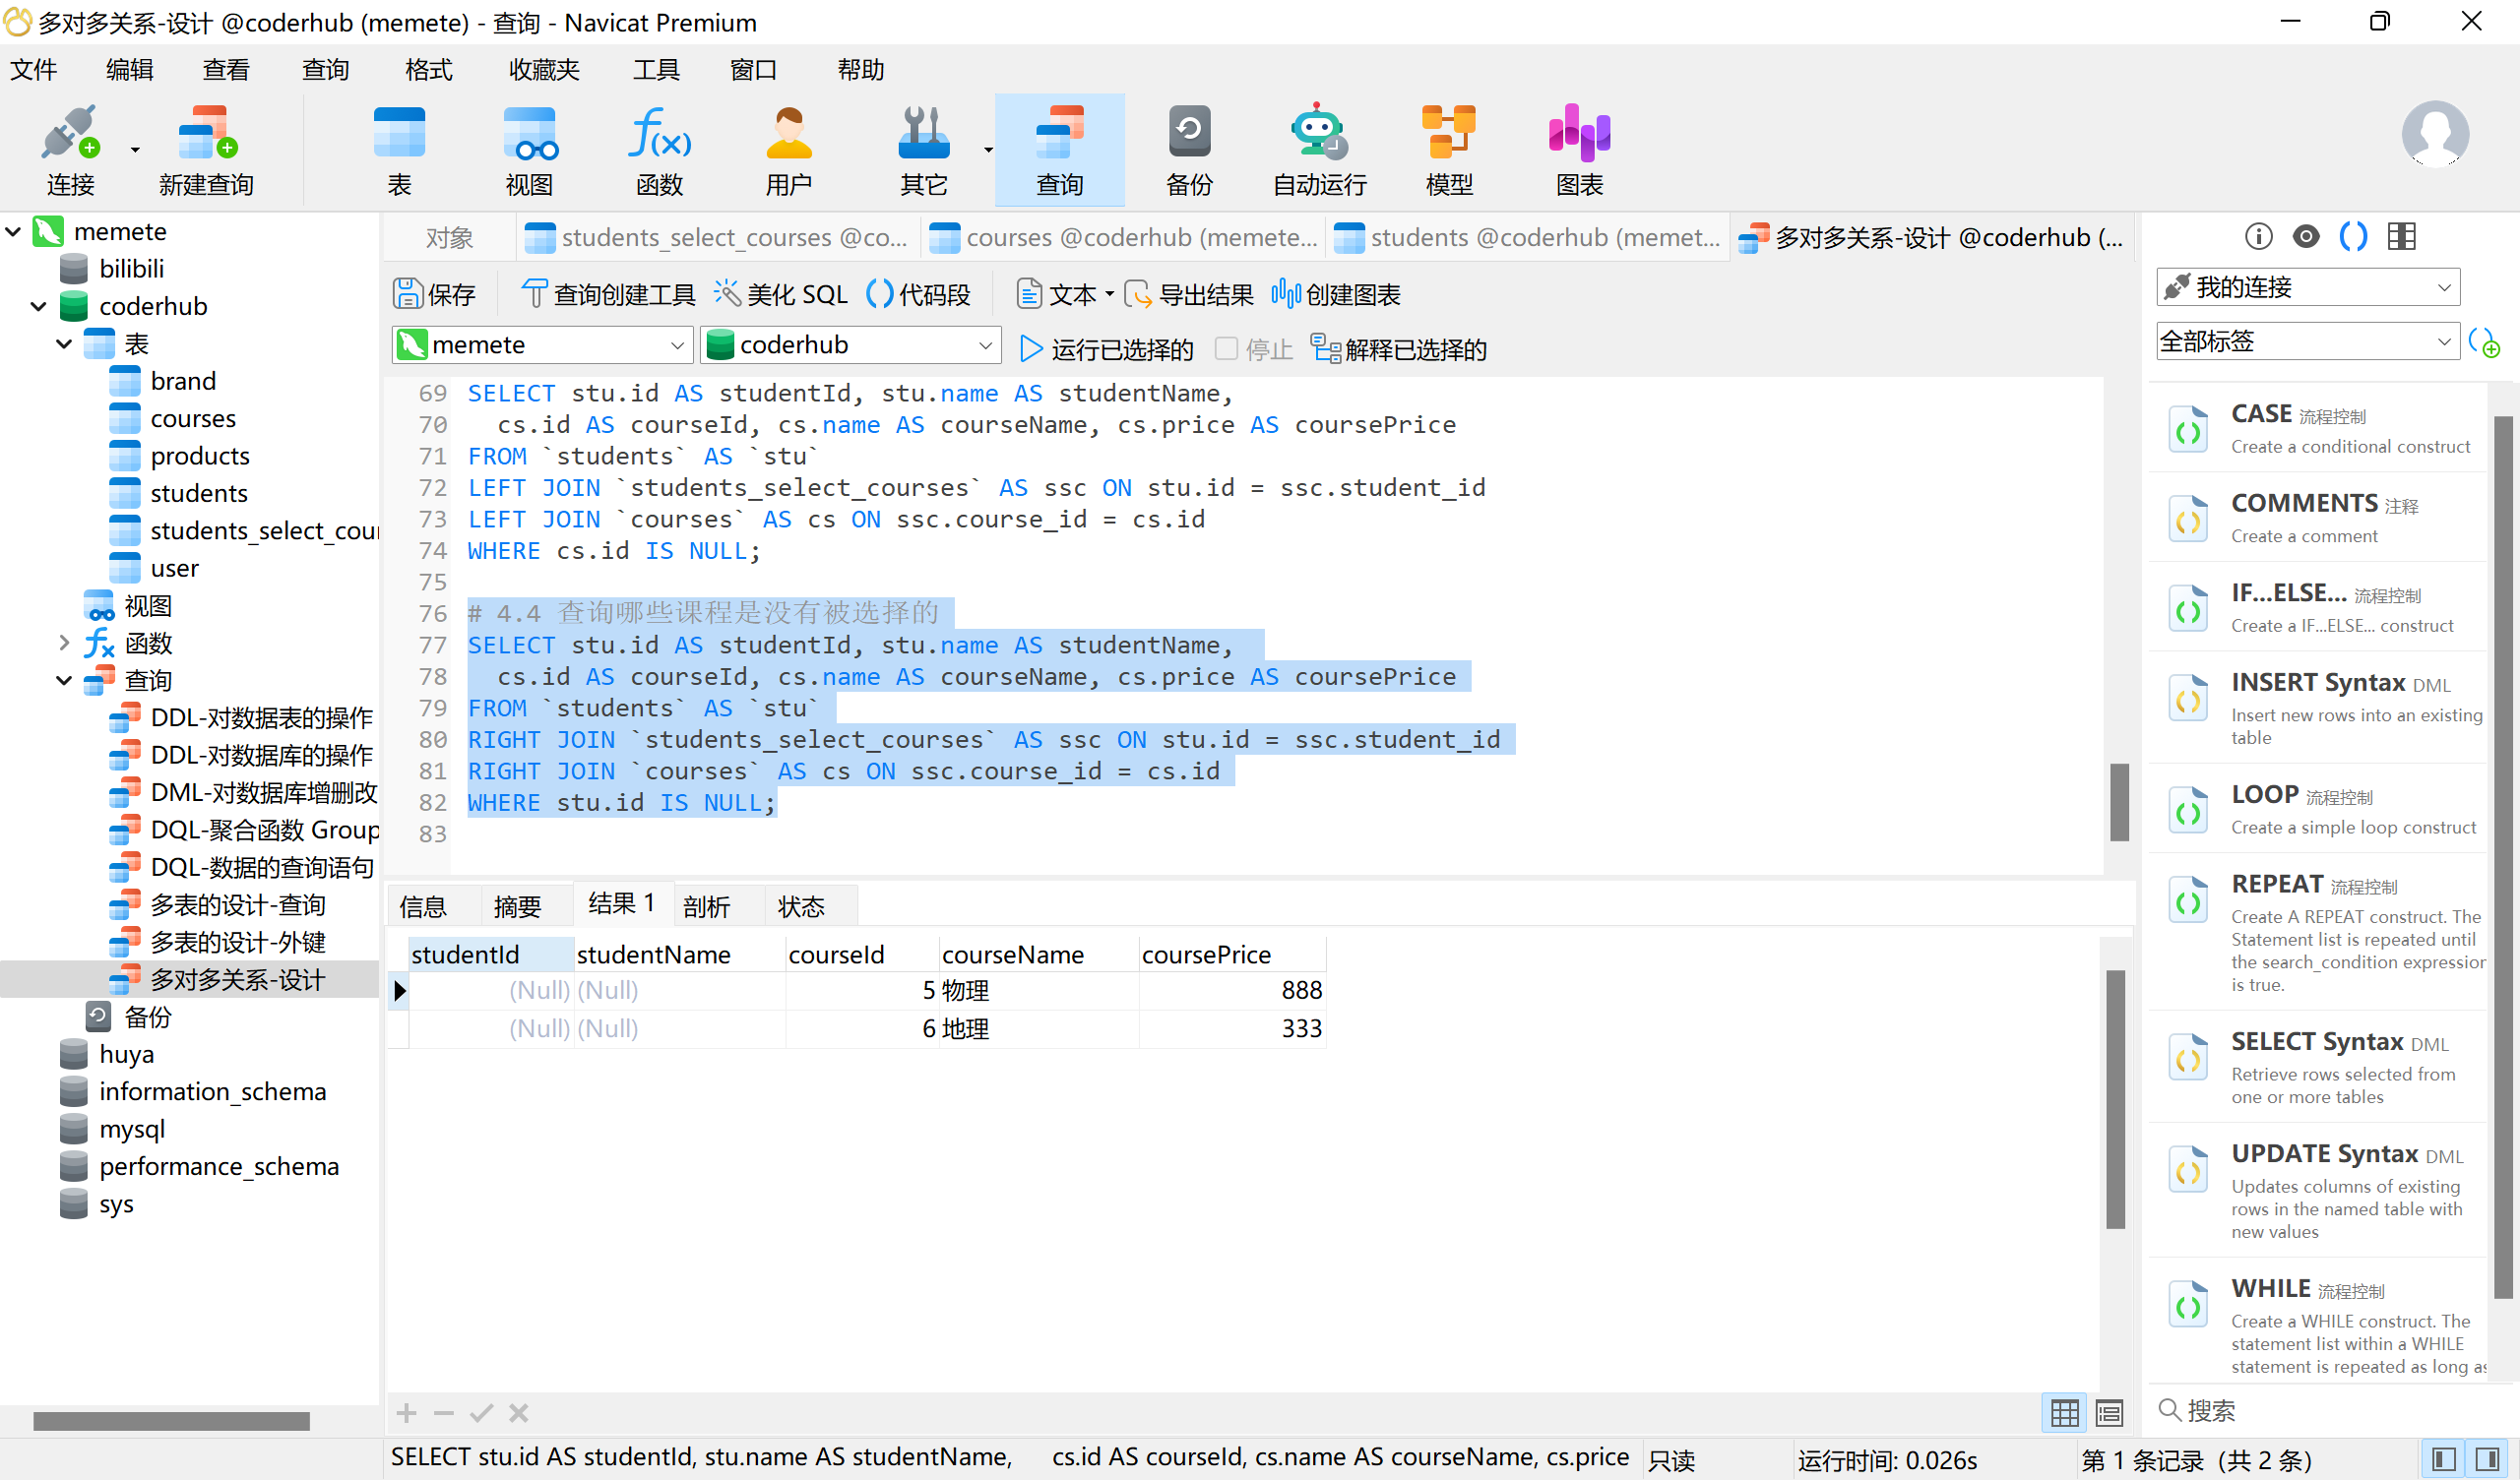 多对多关系-设计 @coderhub (memete) - 查询 - Navicat Premium
文件 编辑 查看 查询 格式 收藏夹 工具 窗口 帮助
连接 新建查询 表 视图 函数 用户 其它 查询 备份 自动运行 模型 图表
memete
bilibili
coderhub
表
brand
courses
products
students
students_select_cour
user
视图
函数
查询
DDL-对数据表的操作
DDL-对数据库的操作
DML-对数据库增删改
DQL-聚合函数 Group
DQL-数据的查询语句
多表的设计-查询
多表的设计-外键
多对多关系-设计
备份
huya
information_schema
mysql
performance_schema
sys
对象 students_select_courses @co... courses @coderhub (memete... students @coderhub (memet... 多对多关系-设计 @coderhub (...
保存 查询创建工具 美化 SQL 代码段 文本 导出结果 创建图表
memete coderhub 运行已选择的 停止 解释已选择的
69 SELECT stu.id AS studentId, stu.name AS studentName,
70 cs.id AS courseId, cs.name AS courseName, cs.price AS coursePrice
71 FROM `students` AS `stu`
72 LEFT JOIN `students_select_courses` AS ssc ON stu.id = ssc.student_id
73 LEFT JOIN `courses` AS cs ON ssc.course_id = cs.id
74 WHERE cs.id IS NULL;
75
76 # 4.4 查询哪些课程是没有被选择的
77 SELECT stu.id AS studentId, stu.name AS studentName,
78 cs.id AS courseId, cs.name AS courseName, cs.price AS coursePrice
79 FROM `students` AS `stu`
80 RIGHT JOIN `students_select_courses` AS ssc ON stu.id = ssc.student_id
81 RIGHT JOIN `courses` AS cs ON ssc.course_id = cs.id
82 WHERE stu.id IS NULL;
83
信息 摘要 结果 1 剖析 状态
studentId studentName courseId courseName coursePrice
(Null) (Null) 5 物理 888
(Null) (Null) 6 地理 333
我的连接
全部标签
CASE 流程控制
Create a conditional construct
COMMENTS 注释
Create a comment
IF...ELSE... 流程控制
Create a IF...ELSE... construct
INSERT Syntax DML
Insert new rows into an existing
table
LOOP 流程控制
Create a simple loop construct
REPEAT 流程控制
Create A REPEAT construct. The
Statement list is repeated until
the search_condition expression
is true.
SELECT Syntax DML
Retrieve rows selected from
one or more tables
UPDATE Syntax DML
Updates columns of existing
rows in the named table with
new values
WHILE 流程控制
Create a WHILE construct. The
statement list within a WHILE
statement is repeated as long as
搜索
SELECT stu.id AS studentId, stu.name AS studentName, cs.id AS courseId, cs.name AS courseName, cs.price 只读 运行时间: 0.026s 第 1 条记录 (共 2 条)